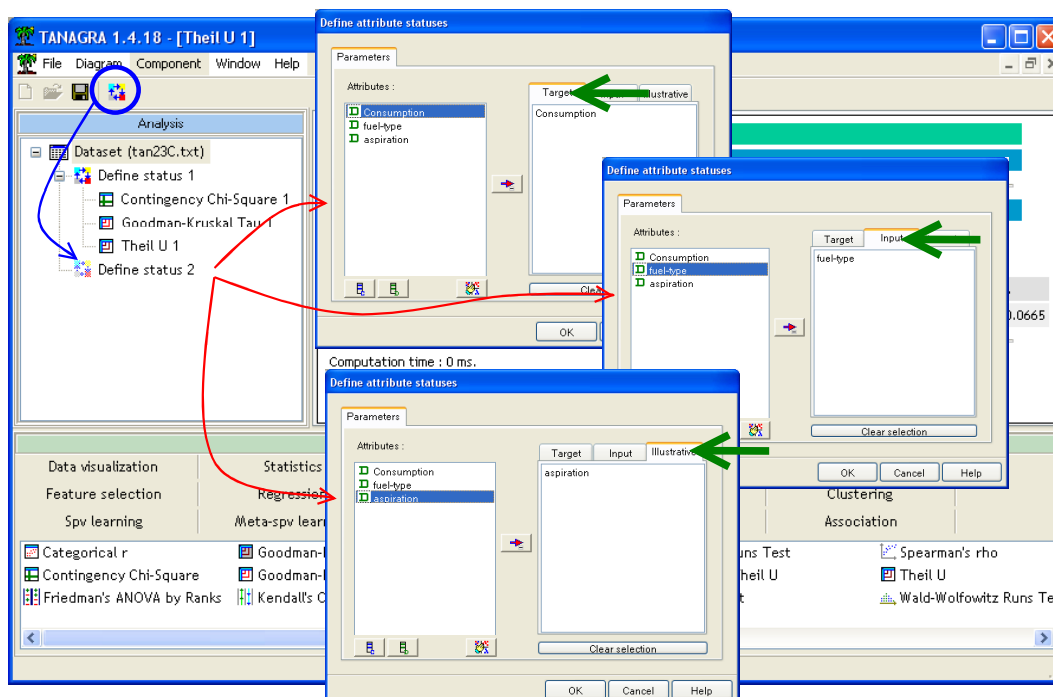 TANAGRA 1.4.18 - [Theil U 1]
File Diagram Component Window Help
Analysis
Dataset (tan23C.txt)
Define status 1
Contingency Chi-Square 1
Goodman-Kruskal Tau 1
Theil U 1
Define status 2
Define attribute statuses
Parameters
Attributes :
Consumption
fuel-type
aspiration
Target Illustrative
Consumption
OK
Computation time : 0 ms.
Define attribute statuses
Parameters
Attributes :
Consumption
fuel-type
aspiration
Target Input
fuel-type
Clear selection
OK Cancel Help
0.0665
Define attribute statuses
Parameters
Attributes :
Consumption
fuel-type
aspiration
Target Input Illustrative
aspiration
Clear selection
OK Cancel Help
Data visualization Statistics
Feature selection Clustering
Spv learning Association
Categorical r Spearman's rho
Contingency Chi-Square Theil U
Friedman's ANOVA by Ranks Wald-Wolfowitz Runs